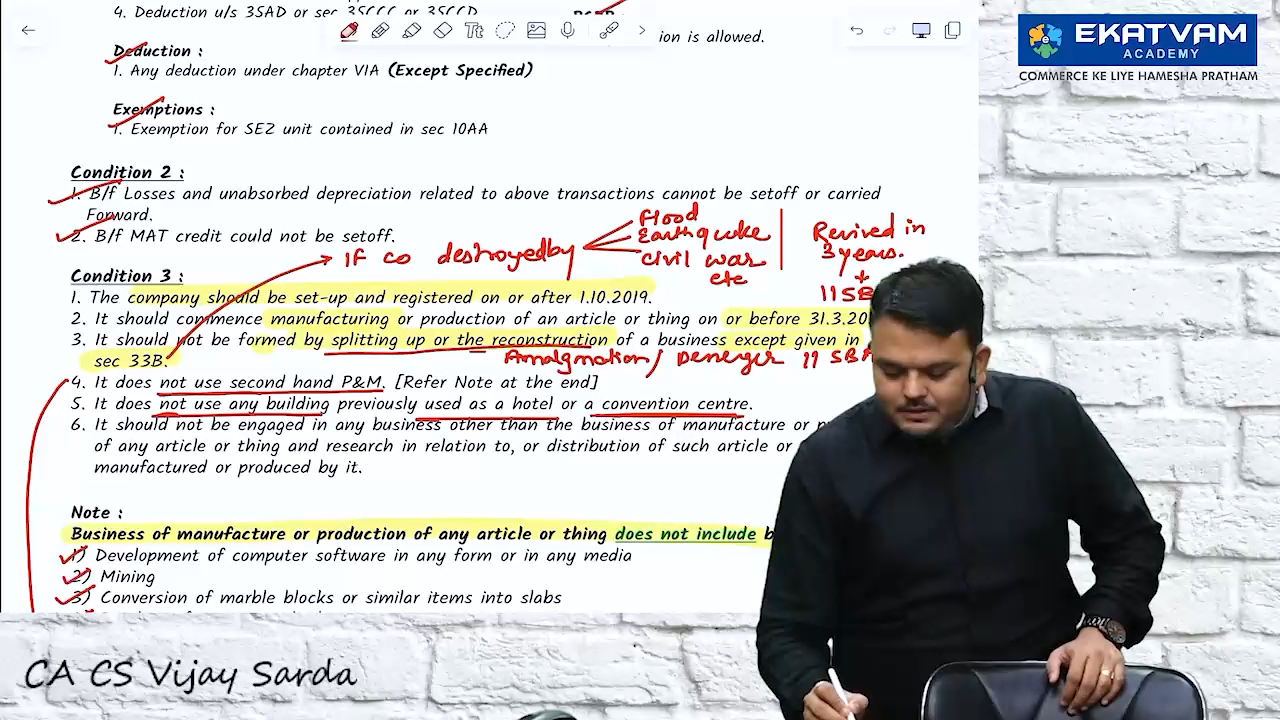 4. Deduction u/s 35AD or sec 35CCC or 35CCD
ion is allowed.
Deduction :
1. Any deduction under chapter VIA (Except Specified)
Exemptions :
1. Exemption for SEZ unit contained in sec 10AA
Condition 2 :
1. B/f Losses and unabsorbed depreciation related to above transactions cannot be setoff or carried
Forward.
2. B/f MAT credit could not be setoff.
If co destroyed by
Flood
Earthquke
civil war
etc
Revived in
3 years.
+
Condition 3 :
1. The company should be set-up and registered on or after 1.10.2019.
2. It should commence manufacturing or production of an article or thing on or before 31.3.20
3. It should not be formed by splitting up or the reconstruction of a business except given in
sec 33B.
Amalgmation / Demeger
4. It does not use second hand P&M. [Refer Note at the end]
5. It does not use any building previously used as a hotel or a convention centre.
6. It should not be engaged in any business other than the business of manufacture or
of any article or thing and research in relation to, or distribution of such article or
manufactured or produced by it.
Note :
Business of manufacture or production of any article or thing does not include b
1) Development of computer software in any form or in any media
2) Mining
3) Conversion of marble blocks or similar items into slabs
EKATVAM
ACADEMY
COMMERCE KE LIYE HAMESHA PRATHAM
CA CS Vijay Sarda